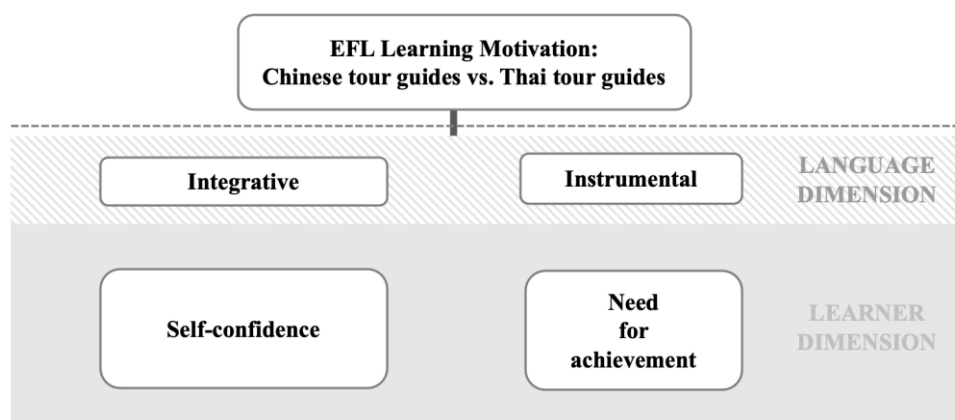 EFL Learning Motivation:
Chinese tour guides vs. Thai tour guides
Integrative
Instrumental
LANGUAGE
DIMENSION
Self-confidence
Need
for
achievement
LEARNER
DIMENSION